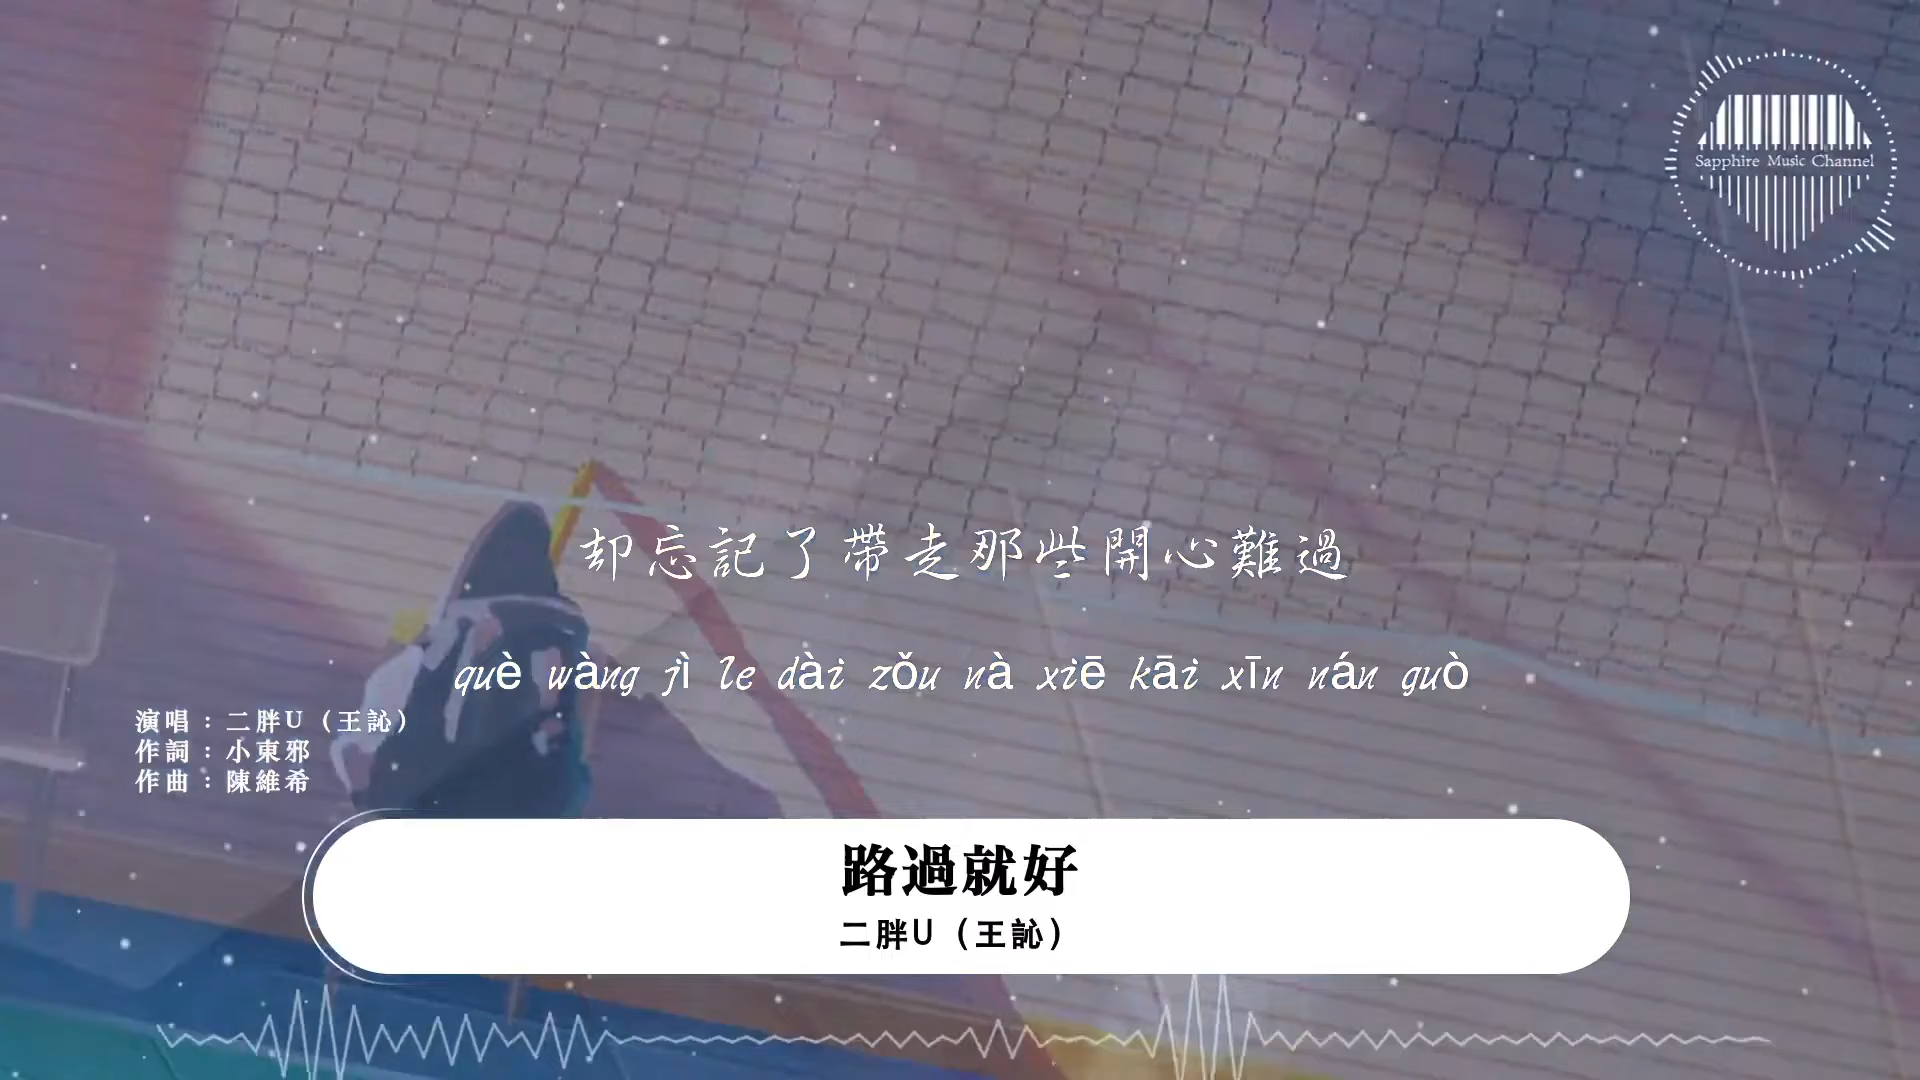 Sapphire Music Channel
却忘記了帶走那些開心難過
què wàng jì le dài zǒu nà xiē kāi xīn nán guò
演唱：二胖U（王訫）
作詞：小東邪
作曲：陳維希
路過就好
二胖U（王訫）